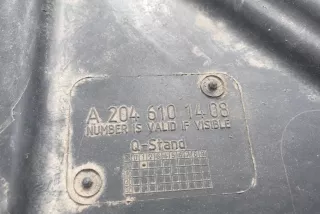 A 204 610 14 08
NUMBER IS VALID IF VISIBLE
Q-Stand